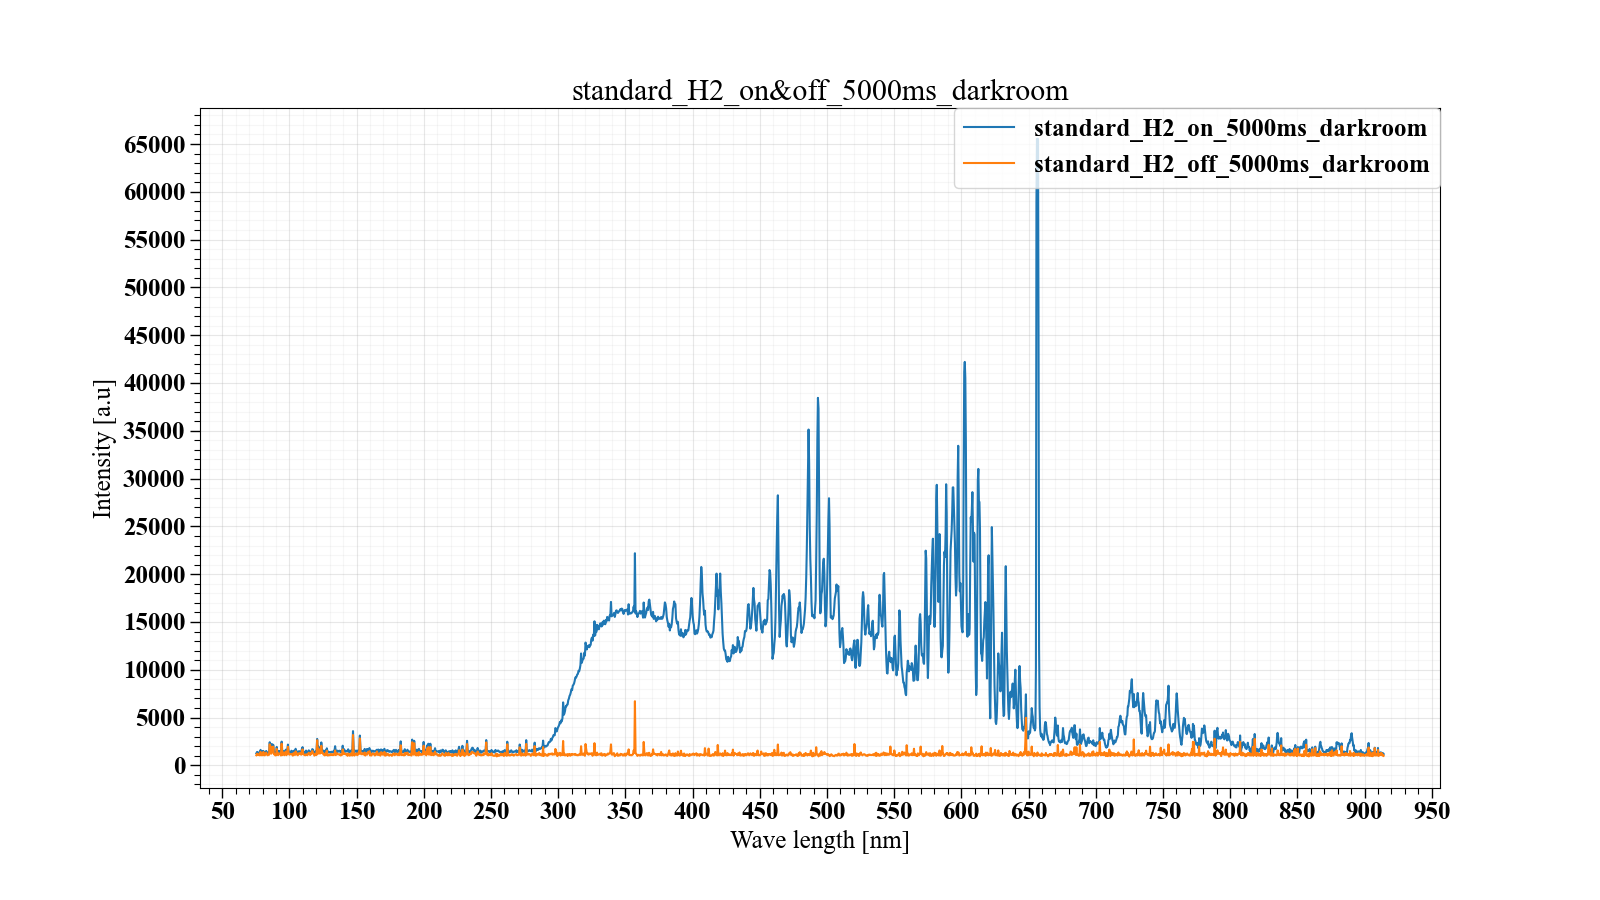 standard_H2_on&off_5000ms_darkroom
standard_H2_on_5000ms_darkroom
standard_H2_off_5000ms_darkroom
65000
60000
55000
50000
45000
40000
35000
30000
25000
20000
15000
10000
5000
0
Intensity [a.u]
50 100 150 200 250 300 350 400 450 500 550 600 650 700 750 800 850 900 950
Wave length [nm]